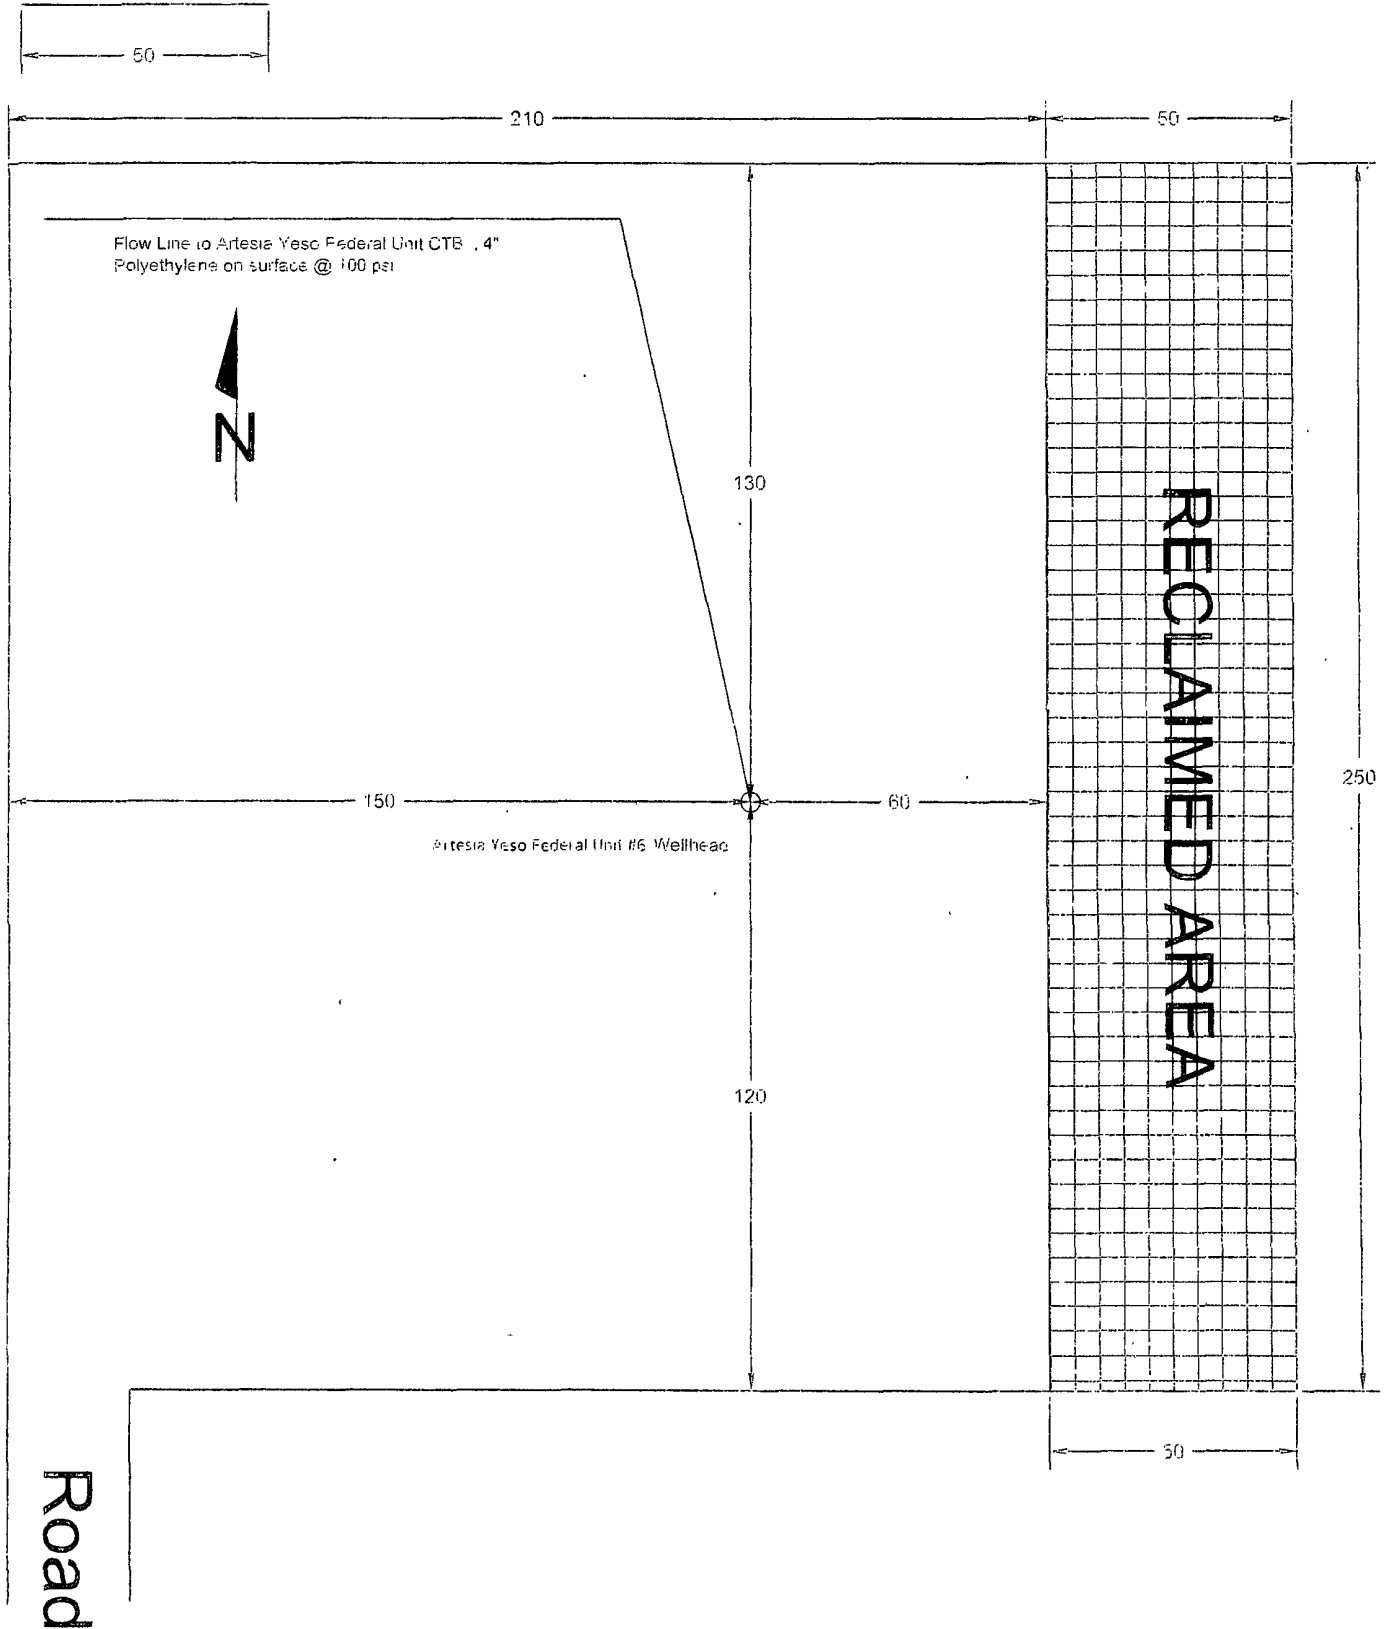 50
210
50
Flow Line to Artesia Yeso Federal Unit CTB , 4"
Polyethylene on surface @ 100 psi
N
130
RECLAIMED AREA
250
150
60
Artesia Yeso Federal Unit #6 Wellhead
120
50
Road